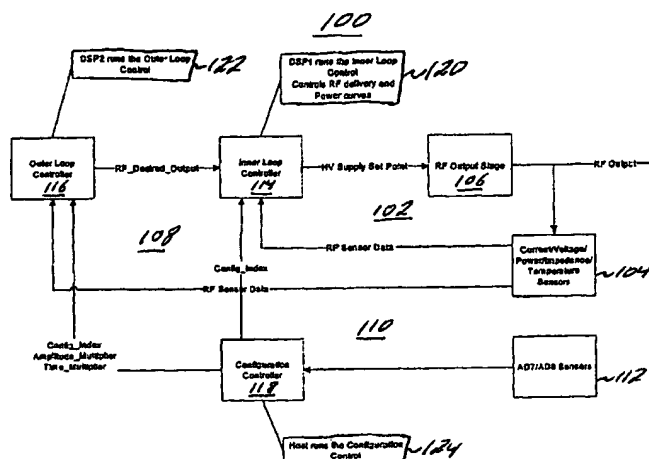 100
DSP2 runs the Outer Loop
Control
122
DSP1 runs the Inner Loop
Control
Controls RF delivery and
Power curves
120
Outer Loop
Controller
116
RF_Desired_Output
Inner Loop
Controller
114
HV Supply Set Point
RF Output Stage
106
RF Output
102
108
RF Sensor Data
Config_Index
RF Sensor Data
Current/Voltage/
Power/Impedance/
Temperature
Sensors
104
110
Config_Index
Amplitude_Multiplier
Time_Multiplier
Configuration
Controller
118
AD7/AD8 Sensors
112
Host runs the Configuration
Control
124